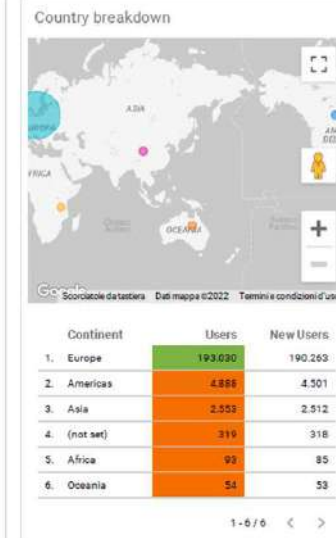 Country breakdown
ASIA
EUROPA
OCEANIA
Scorciatoie da tastiera Dati mappa ©2022 Termini e condizioni d'uso
Continent Users New Users
1. Europe 193.030 190.263
2. Americas 4.888 4.501
3. Asia 2.553 2.512
4. (not set) 319 318
5. Africa 93 85
6. Oceania 54 53
1 - 6 / 6 < >